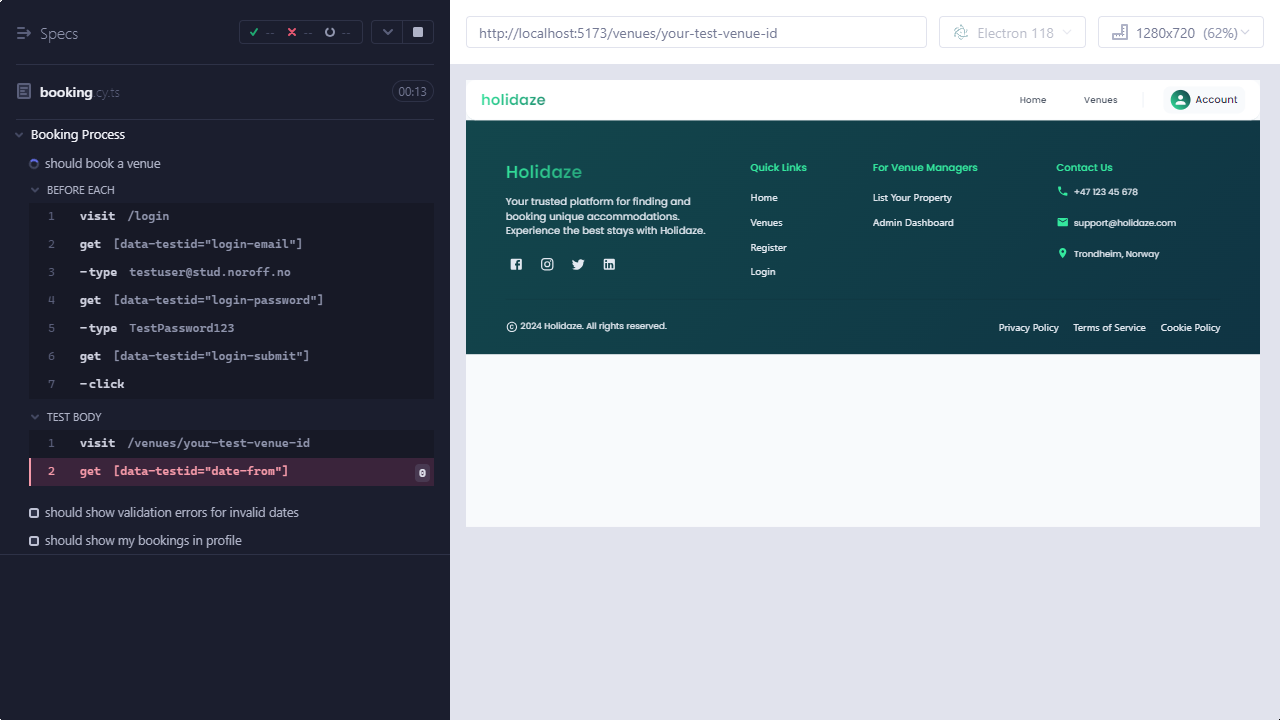 Specs
-- -- --
booking.cy.ts 00:13
Booking Process
should book a venue
BEFORE EACH
1 visit /login
2 get [data-testid="login-email"]
3 -type testuser@stud.noroff.no
4 get [data-testid="login-password"]
5 -type TestPassword123
6 get [data-testid="login-submit"]
7 -click
TEST BODY
1 visit /venues/your-test-venue-id
2 get [data-testid="date-from"] 0
should show validation errors for invalid dates
should show my bookings in profile
http://localhost:5173/venues/your-test-venue-id Electron 118 1280x720 (62%)
holidaze Home Venues Account
Holidaze
Your trusted platform for finding and
booking unique accommodations.
Experience the best stays with Holidaze.
Quick Links
Home
Venues
Register
Login
For Venue Managers
List Your Property
Admin Dashboard
Contact Us
+47 123 45 678
support@holidaze.com
Trondheim, Norway
© 2024 Holidaze. All rights reserved. Privacy Policy Terms of Service Cookie Policy